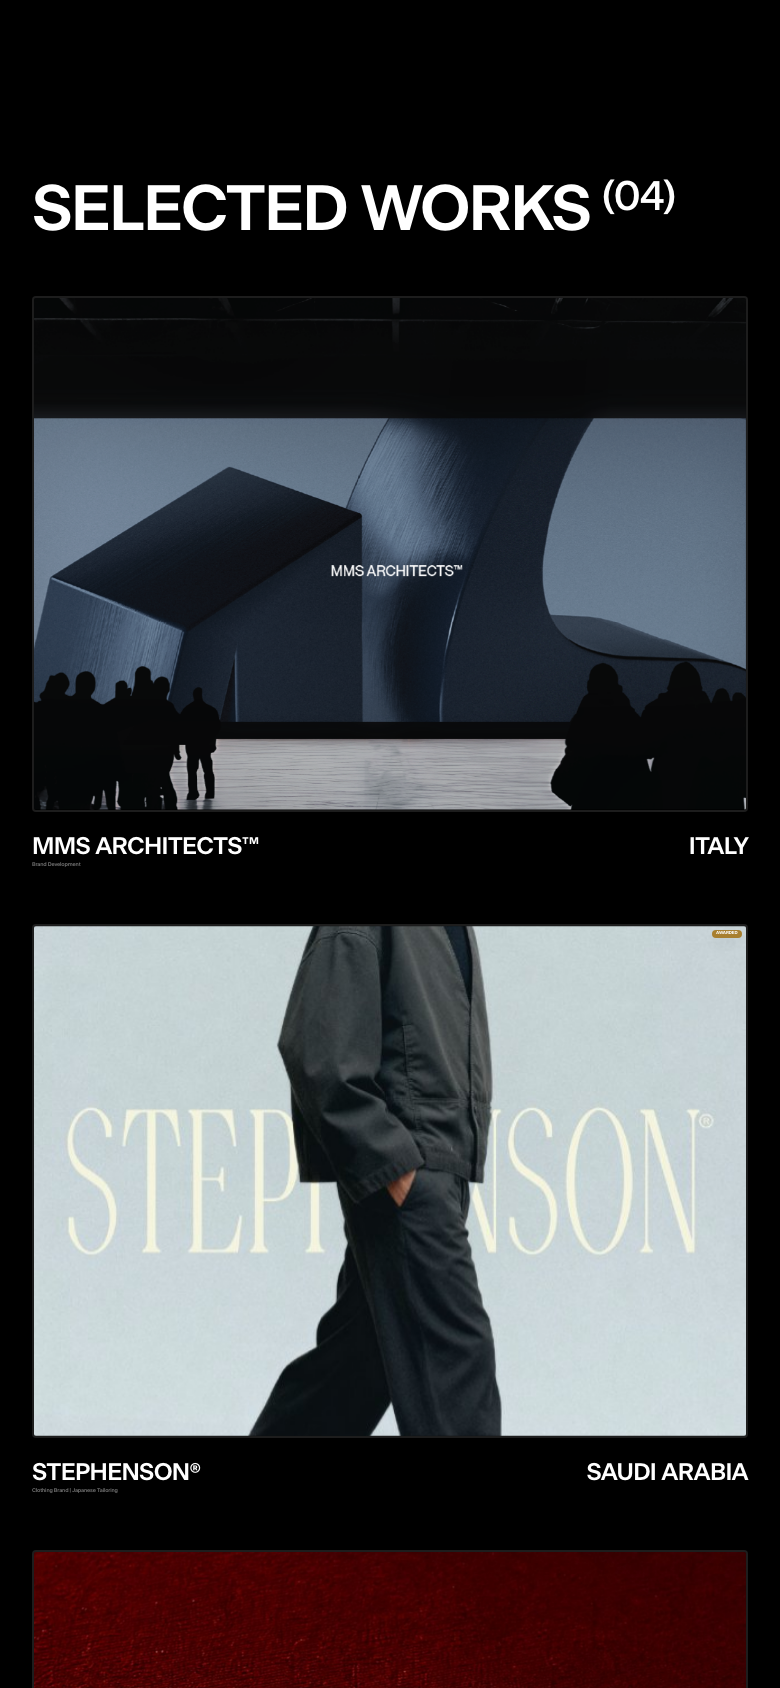 SELECTED WORKS (04)
MMS ARCHITECTS™
MMS ARCHITECTS™ ITALY
Brand Development
AWARDED
STEPHENSON®
STEPHENSON® SAUDI ARABIA
Clothing Brand | Japanese Tailoring